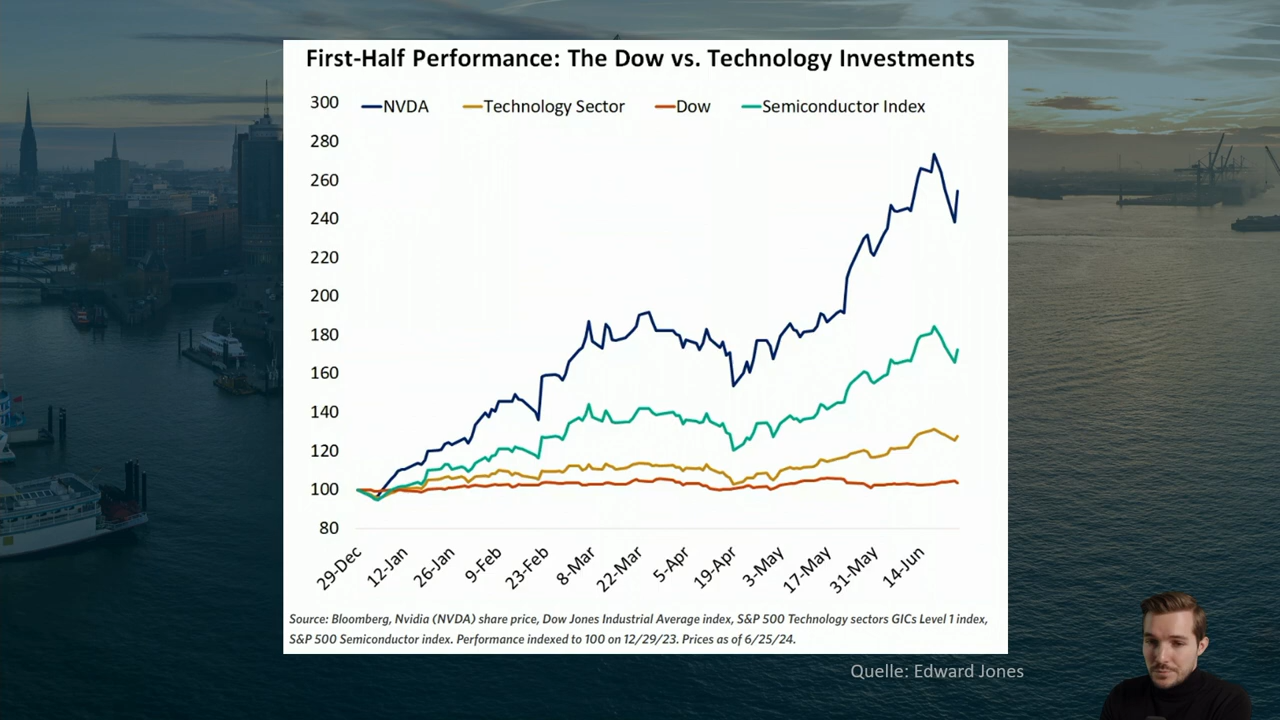 First-Half Performance: The Dow vs. Technology Investments
300
NVDA
Technology Sector
Dow
Semiconductor Index
280
260
240
220
200
180
160
140
120
100
80
29-Dec
12-Jan
26-Jan
9-Feb
23-Feb
8-Mar
22-Mar
5-Apr
19-Apr
3-May
17-May
31-May
14-Jun
Source: Bloomberg, Nvidia (NVDA) share price, Dow Jones Industrial Average index, S&P 500 Technology sectors GICs Level 1 index,
S&P 500 Semiconductor index. Performance indexed to 100 on 12/29/23. Prices as of 6/25/24.
Quelle: Edward Jones